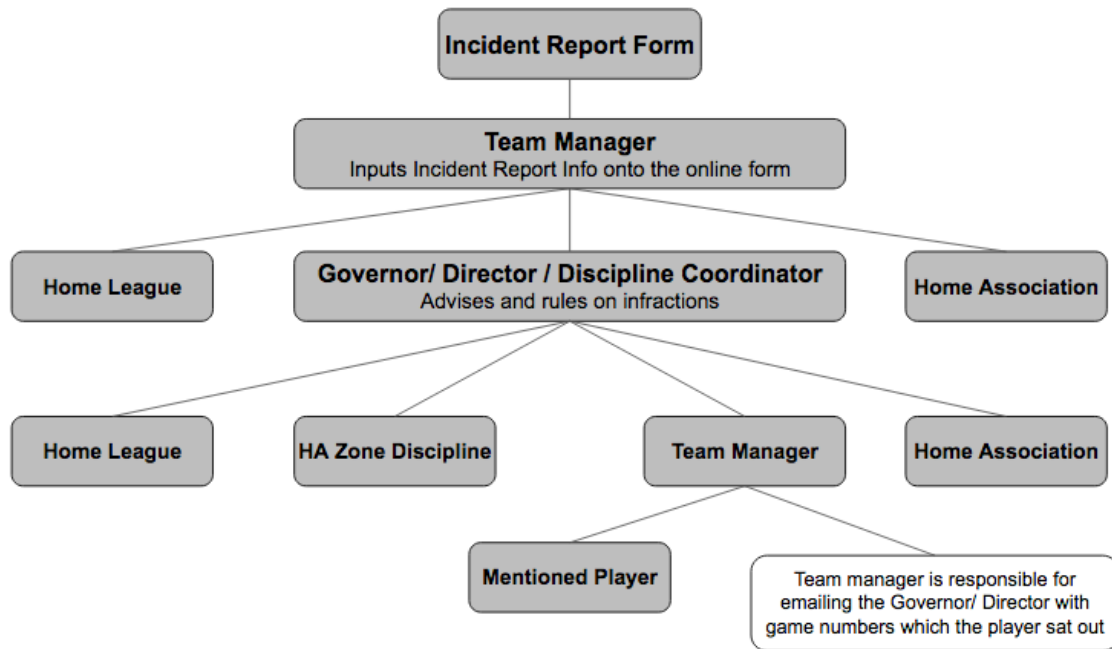 Incident Report Form
Team Manager
Inputs Incident Report Info onto the online form
Home League
Governor/ Director / Discipline Coordinator
Advises and rules on infractions
Home Association
Home League
HA Zone Discipline
Team Manager
Home Association
Mentioned Player
Team manager is responsible for
emailing the Governor/ Director with
game numbers which the player sat out